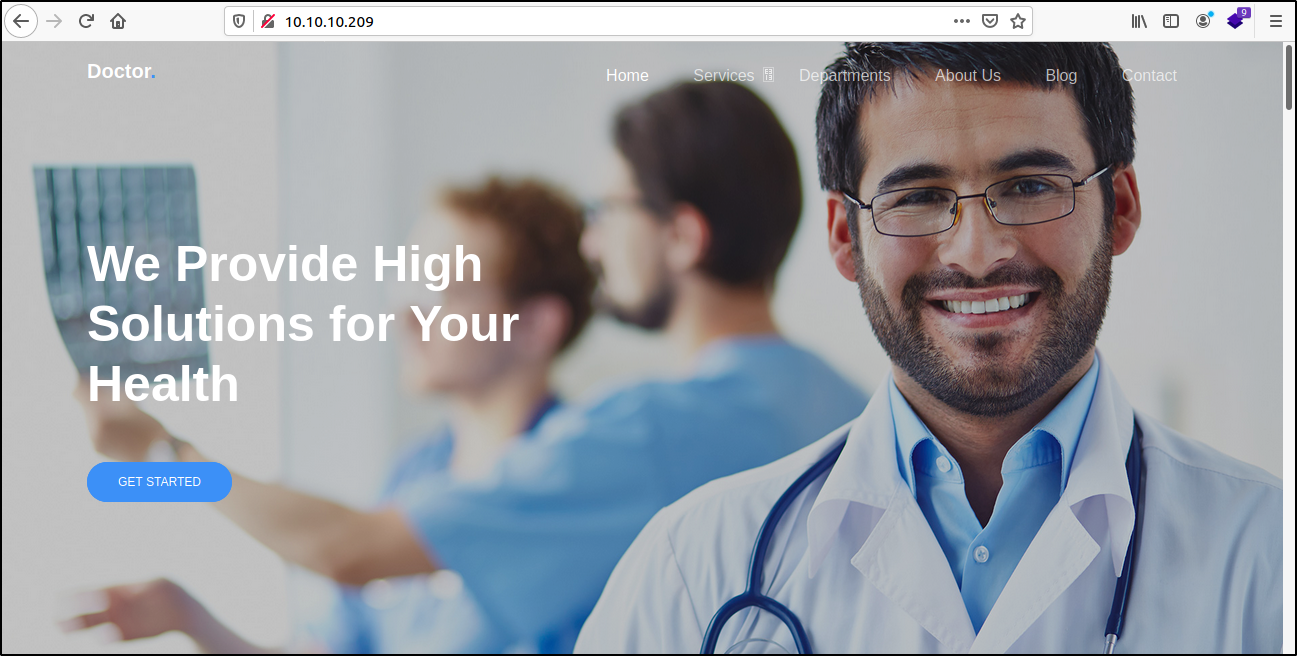 10.10.10.209
9
Doctor.
Home Services Departments About Us Blog Contact
We Provide High
Solutions for Your
Health
GET STARTED